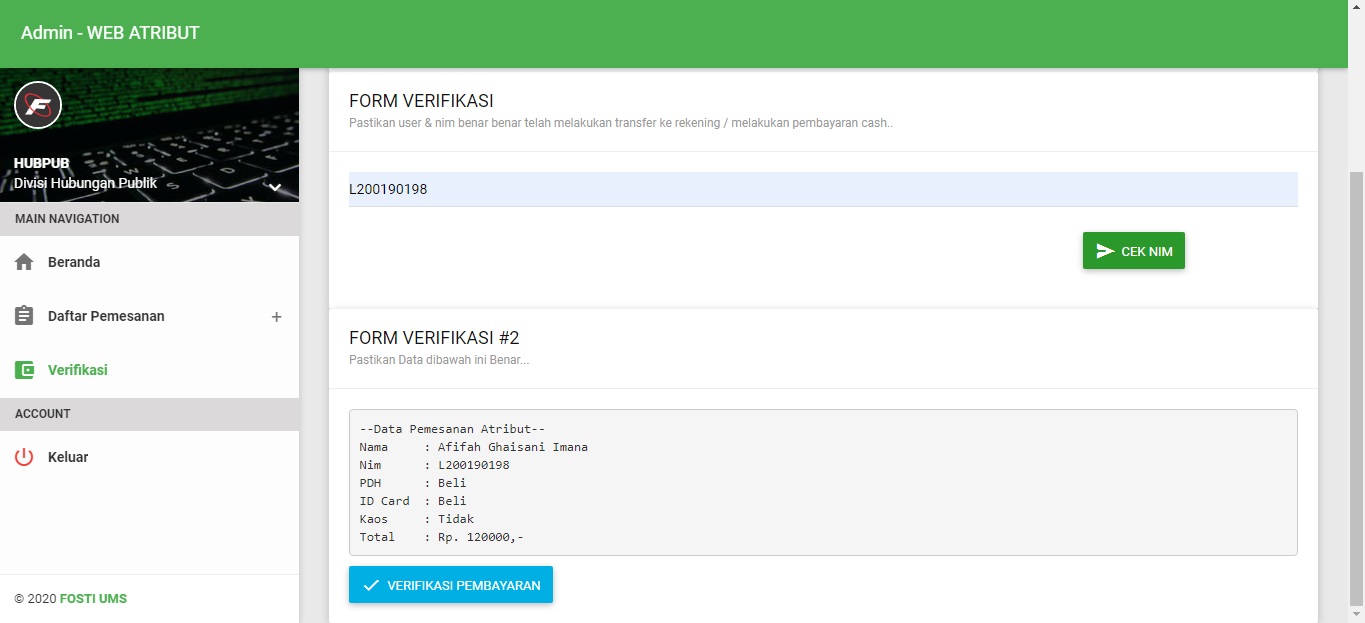 Admin - WEB ATRIBUT
HUBPUB
Divisi Hubungan Publik
MAIN NAVIGATION
Beranda
Daftar Pemesanan
+
Verifikasi
ACCOUNT
Keluar
© 2020 FOSTI UMS
FORM VERIFIKASI
Pastikan user & nim benar benar telah melakukan transfer ke rekening / melakukan pembayaran cash..
L200190198
CEK NIM
FORM VERIFIKASI #2
Pastikan Data dibawah ini Benar...
--Data Pemesanan Atribut--
Nama : Afifah Ghaisani Imana
Nim : L200190198
PDH : Beli
ID Card : Beli
Kaos : Tidak
Total : Rp. 120000,-
VERIFIKASI PEMBAYARAN